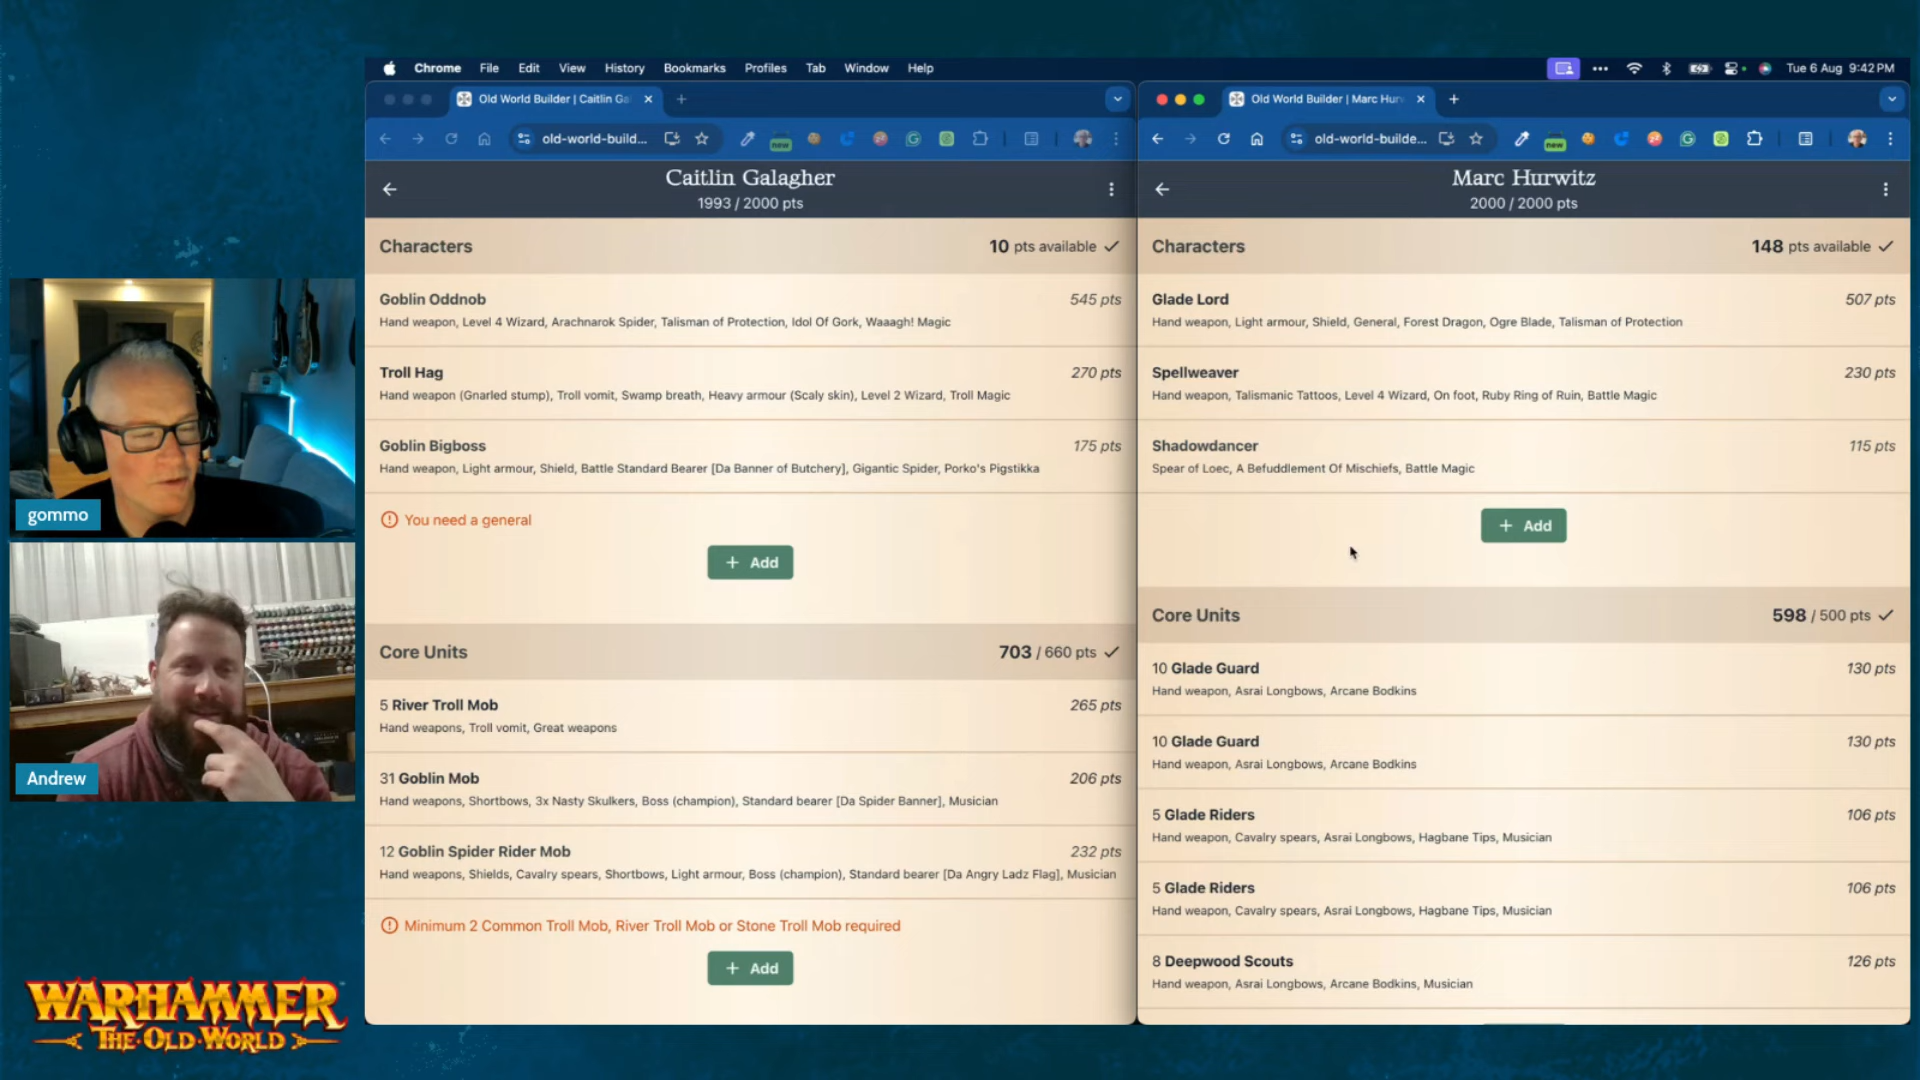 Chrome File Edit View History Bookmarks Profiles Tab Window Help
Tue 6 Aug 9:42 PM
Old World Builder | Caitlin Ga
old-world-build...
new
Caitlin Galagher
1993 / 2000 pts
Characters 10 pts available
Goblin Oddnob 545 pts
Hand weapon, Level 4 Wizard, Arachnarok Spider, Talisman of Protection, Idol Of Gork, Waaagh! Magic
Troll Hag 270 pts
Hand weapon (Gnarled stump), Troll vomit, Swamp breath, Heavy armour (Scaly skin), Level 2 Wizard, Troll Magic
Goblin Bigboss 175 pts
Hand weapon, Light armour, Shield, Battle Standard Bearer [Da Banner of Butchery], Gigantic Spider, Porko's Pigstikka
You need a general
+ Add
Core Units 703 / 660 pts
5 River Troll Mob 265 pts
Hand weapons, Troll vomit, Great weapons
31 Goblin Mob 206 pts
Hand weapons, Shortbows, 3x Nasty Skulkers, Boss (champion), Standard bearer [Da Spider Banner], Musician
12 Goblin Spider Rider Mob 232 pts
Hand weapons, Shields, Cavalry spears, Shortbows, Light armour, Boss (champion), Standard bearer [Da Angry Ladz Flag], Musician
Minimum 2 Common Troll Mob, River Troll Mob or Stone Troll Mob required
+ Add
Old World Builder | Marc Hurw
old-world-builde...
new
Marc Hurwitz
2000 / 2000 pts
Characters 148 pts available
Glade Lord 507 pts
Hand weapon, Light armour, Shield, General, Forest Dragon, Ogre Blade, Talisman of Protection
Spellweaver 230 pts
Hand weapon, Talismanic Tattoos, Level 4 Wizard, On foot, Ruby Ring of Ruin, Battle Magic
Shadowdancer 115 pts
Spear of Loec, A Befuddlement Of Mischiefs, Battle Magic
+ Add
Core Units 598 / 500 pts
10 Glade Guard 130 pts
Hand weapon, Asrai Longbows, Arcane Bodkins
10 Glade Guard 130 pts
Hand weapon, Asrai Longbows, Arcane Bodkins
5 Glade Riders 106 pts
Hand weapon, Cavalry spears, Asrai Longbows, Hagbane Tips, Musician
5 Glade Riders 106 pts
Hand weapon, Cavalry spears, Asrai Longbows, Hagbane Tips, Musician
8 Deepwood Scouts 126 pts
Hand weapon, Asrai Longbows, Arcane Bodkins, Musician
gommo
Andrew
WARHAMMER
THE·OLD·WORLD